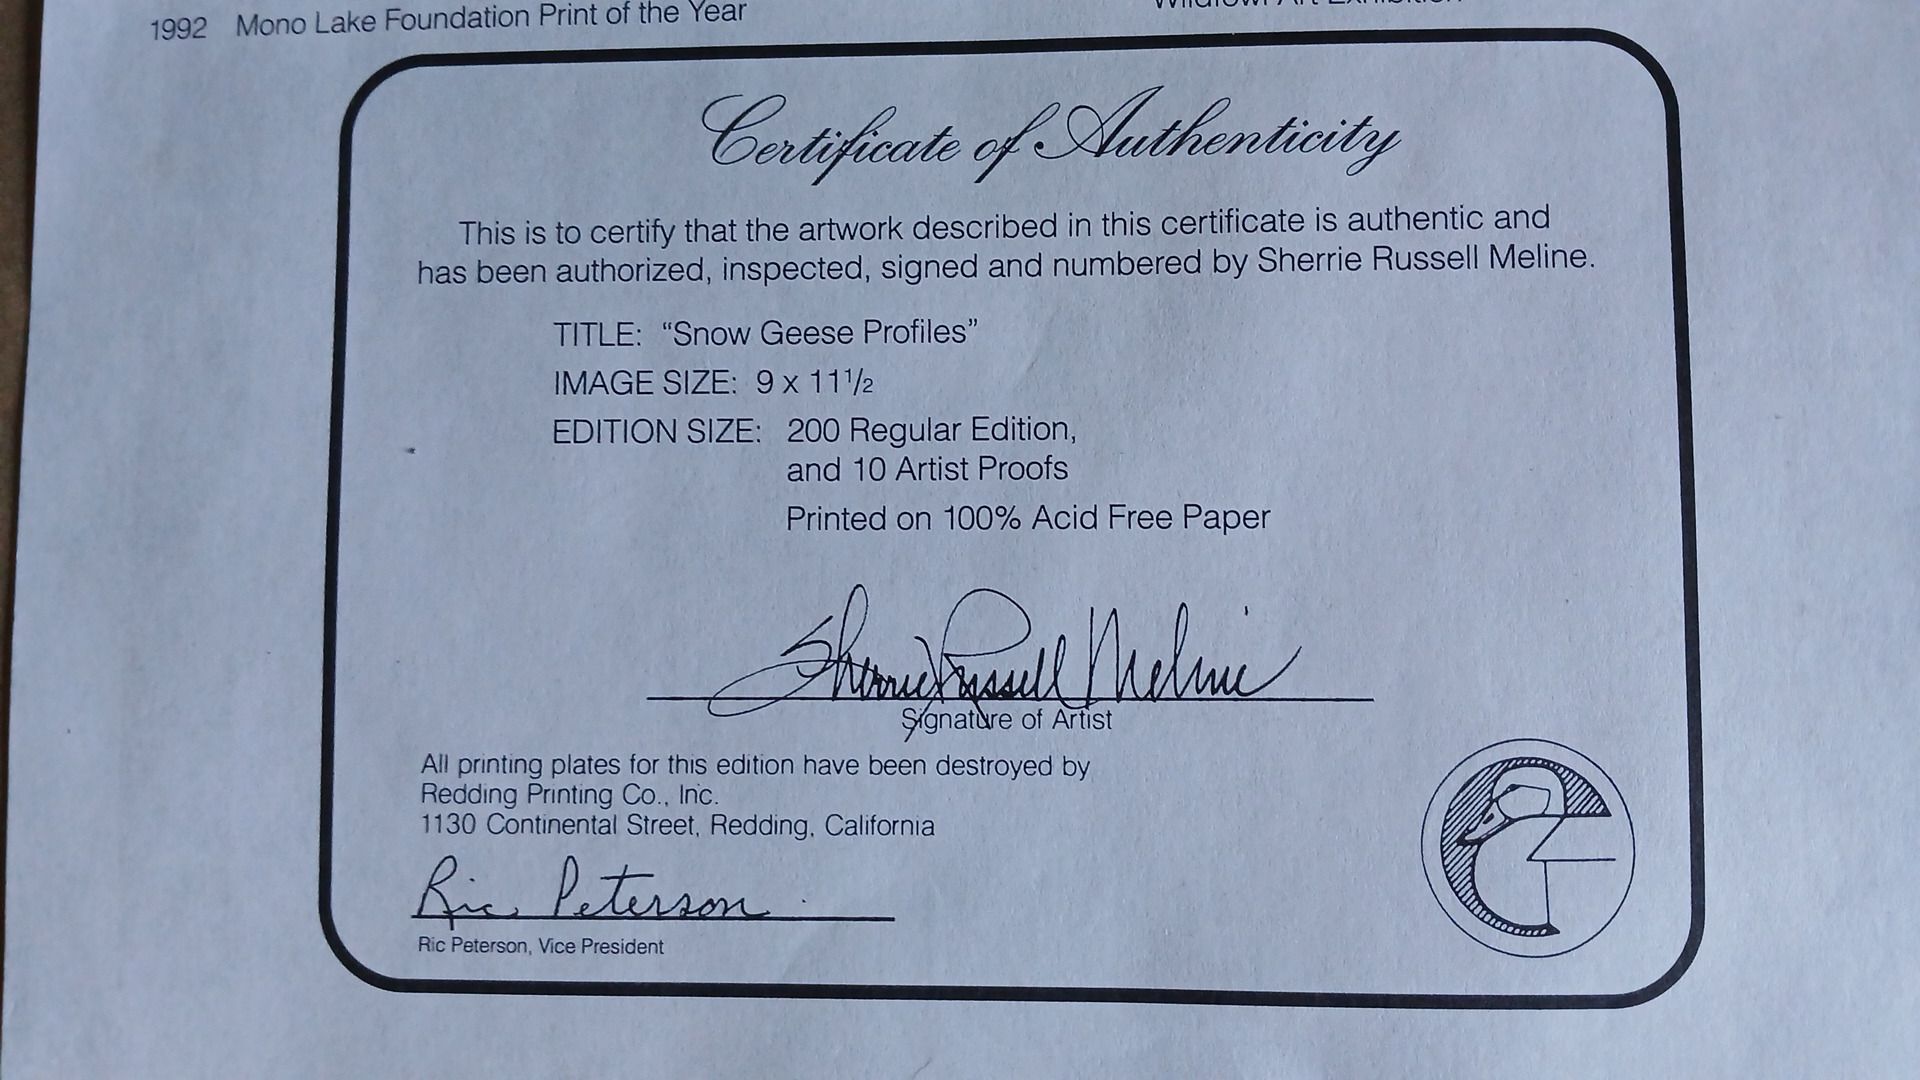 1992 Mono Lake Foundation Print of the Year
Wildfowl Art Exhibition
Certificate of Authenticity
This is to certify that the artwork described in this certificate is authentic and
has been authorized, inspected, signed and numbered by Sherrie Russell Meline.
TITLE: “Snow Geese Profiles”
IMAGE SIZE: 9 x 11½
EDITION SIZE: 200 Regular Edition,
and 10 Artist Proofs
Printed on 100% Acid Free Paper
Sherrie Russell Meline
Signature of Artist
All printing plates for this edition have been destroyed by
Redding Printing Co., Inc.
1130 Continental Street, Redding, California
Ric Peterson
Ric Peterson, Vice President